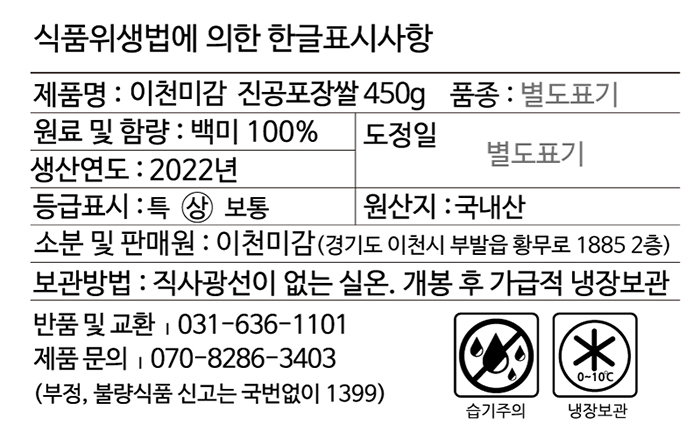 식품위생법에 의한 한글표시사항
제품명 : 이천미감 진공포장쌀 450g 품종 : 별도표기
원료 및 함량 : 백미 100%
도정일 별도표기
생산연도 : 2022년
등급표시 : 특 상 보통
원산지 : 국내산
소분 및 판매원 : 이천미감(경기도 이천시 부발읍 황무로 1885 2층)
보관방법 : 직사광선이 없는 실온. 개봉 후 가급적 냉장보관
반품 및 교환 ı 031-636-1101
제품 문의 ı 070-8286-3403
(부정, 불량식품 신고는 국번없이 1399)
0~10℃
습기주의 냉장보관